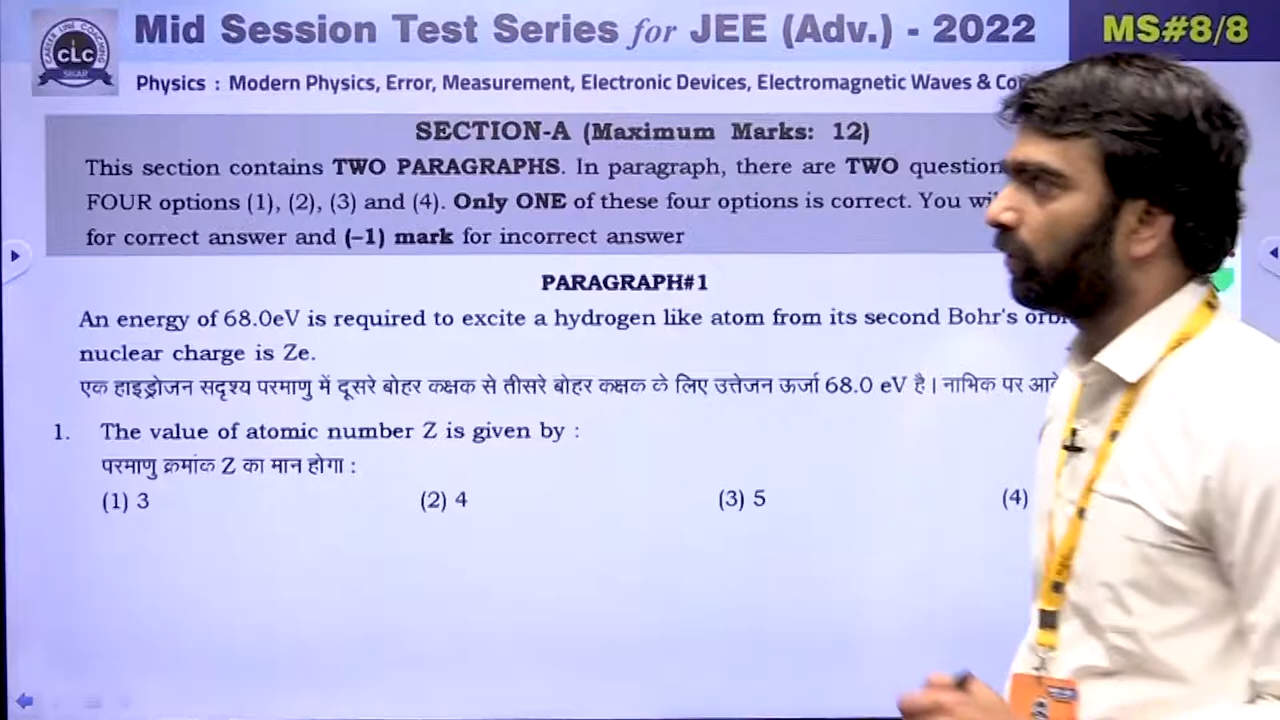 Mid Session Test Series for JEE (Adv.) - 2022
MS#8/8
CLC
SIKAR
Physics : Modern Physics, Error, Measurement, Electronic Devices, Electromagnetic Waves &
SECTION-A (Maximum Marks: 12)
This section contains TWO PARAGRAPHS. In paragraph, there are TWO question
FOUR options (1), (2), (3) and (4). Only ONE of these four options is correct. You
for correct answer and (–1) mark for incorrect answer
PARAGRAPH#1
An energy of 68.0eV is required to excite a hydrogen like atom from its second Bohr's
nuclear charge is Ze.
एक हाइड्रोजन सदृश्य परमाणु में दूसरे बोहर कक्षक से तीसरे बोहर कक्षक के लिए उत्तेजन ऊर्जा 68.0 eV है। नाभिक पर
1. The value of atomic number Z is given by :
परमाणु क्रमांक Z का मान होगा :
(1) 3 (2) 4 (3) 5 (4)